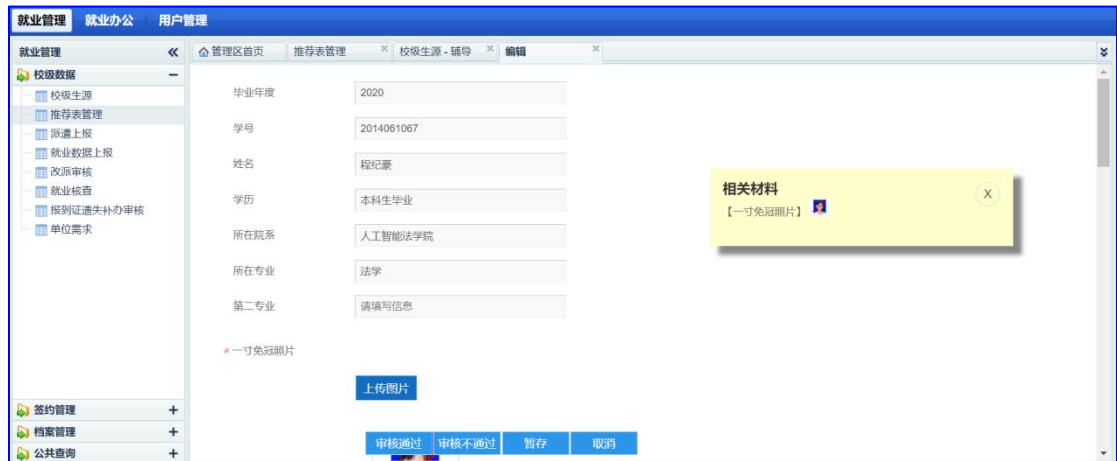 就业管理 就业办公 用户管理
就业管理
管理区首页 推荐表管理 校级生源 - 辅导 编辑
校级数据
校级生源
推荐表管理
派遣上报
就业数据上报
改派审核
就业核查
报到证遗失补办审核
单位需求
签约管理
档案管理
公共查询
毕业年度 2020
学号 2014061067
姓名 程纪豪
学历 本科生毕业
所在院系 人工智能法学院
所在专业 法学
第二专业 请填写信息
* 一寸免冠照片
上传图片
审核通过 审核不通过 暂存 取消
相关材料 X
【一寸免冠照片】